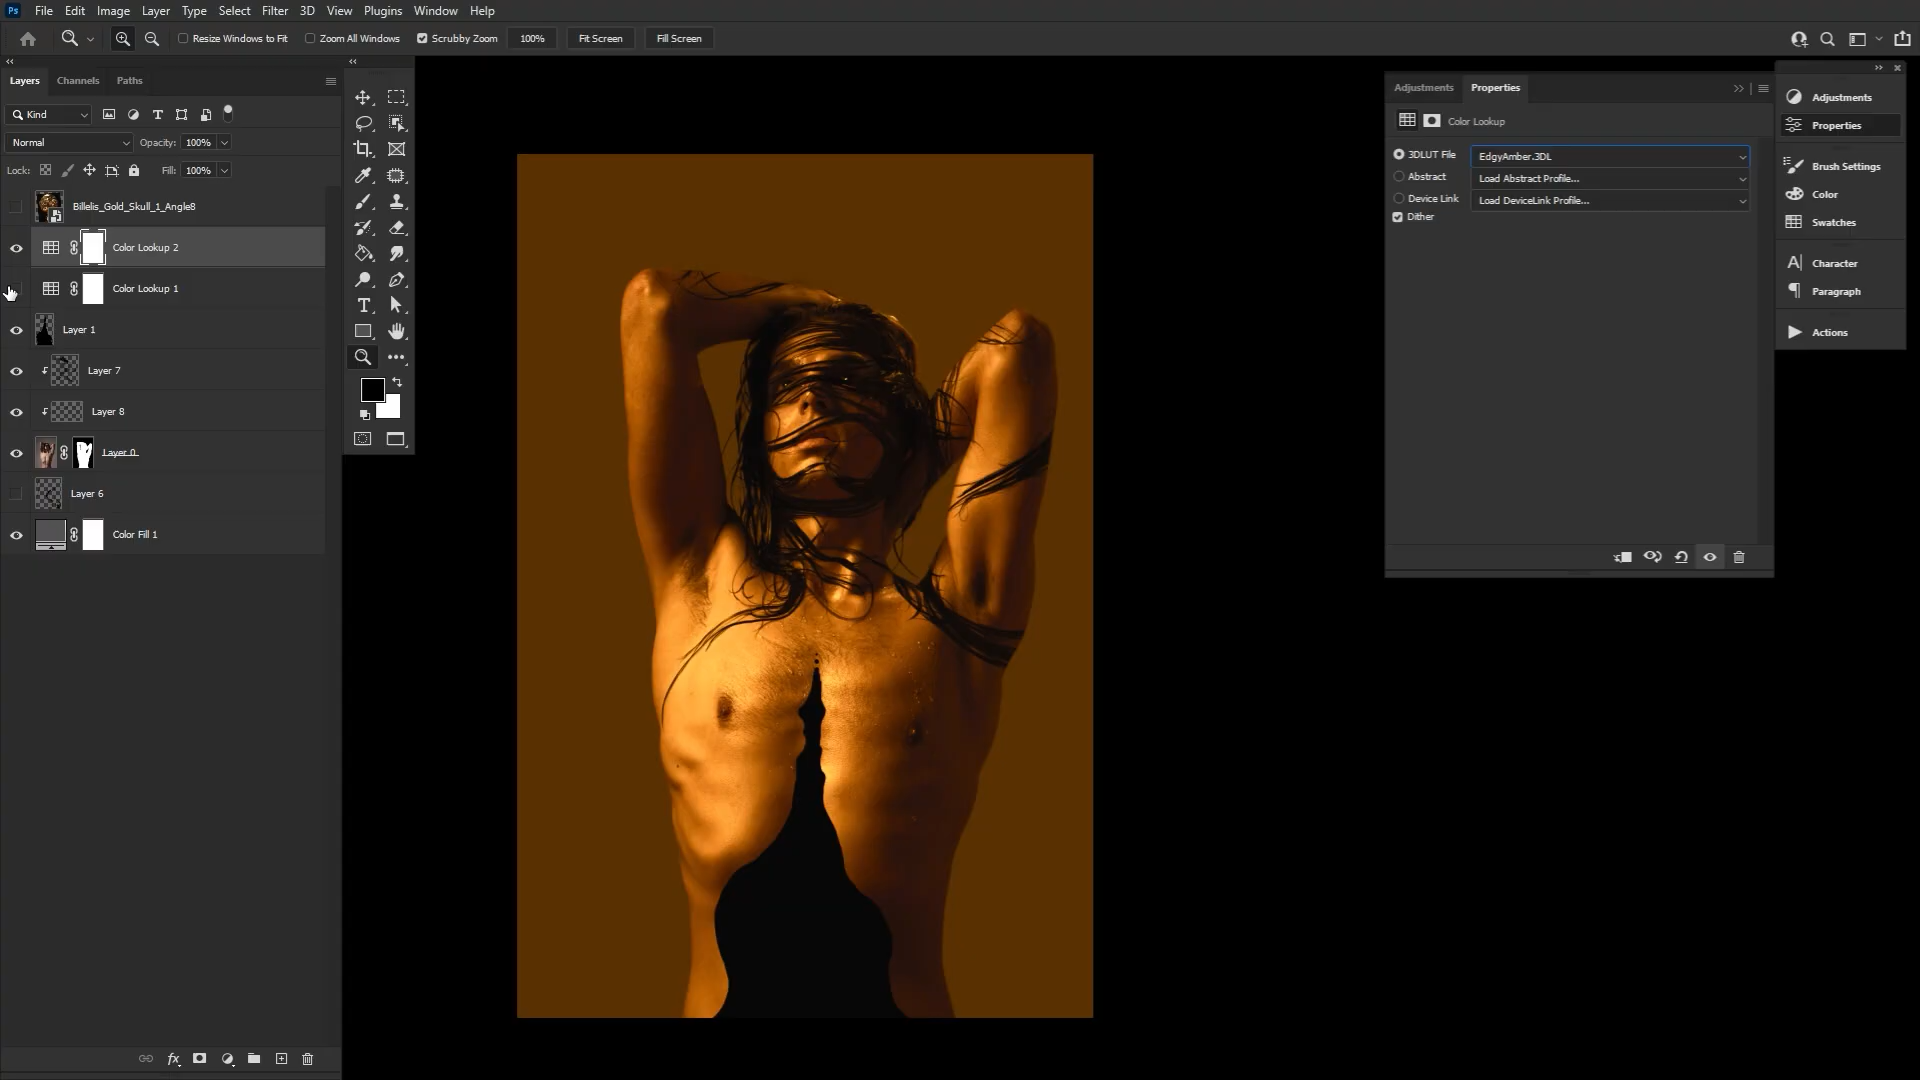 Ps File Edit Image Layer Type Select Filter 3D View Plugins Window Help
Resize Windows to Fit Zoom All Windows Scrubby Zoom 100% Fit Screen Fill Screen
Layers Channels Paths
Kind
Normal Opacity: 100%
Lock: Fill: 100%
Billelis_Gold_Skull_1_Angle8
Color Lookup 2
Color Lookup 1
Layer 1
Layer 7
Layer 8
Layer 0
Layer 6
Color Fill 1
fx
Adjustments Properties
Color Lookup
3DLUT File EdgyAmber.3DL
Abstract Load Abstract Profile...
Device Link Load DeviceLink Profile...
Dither
Adjustments
Properties
Brush Settings
Color
Swatches
Character
Paragraph
Actions